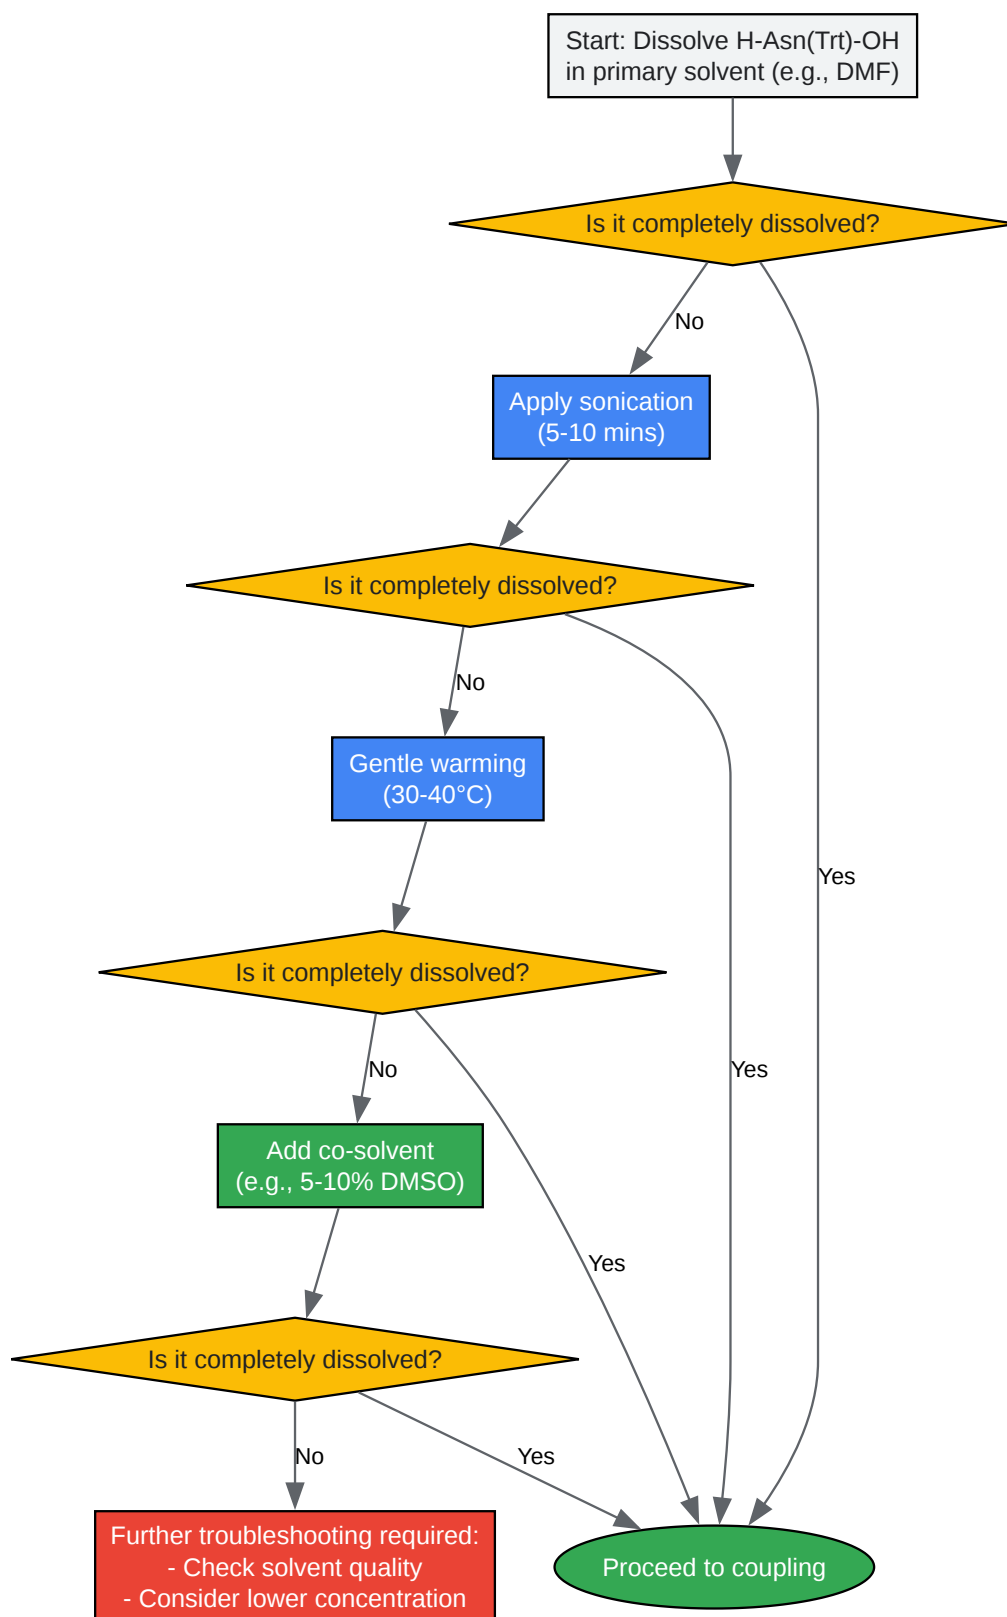 Start: Dissolve H-Asn(Trt)-OH
in primary solvent (e.g., DMF)
Is it completely dissolved?
No
Apply sonication
(5-10 mins)
Is it completely dissolved?
No
Gentle warming
(30-40°C)
Yes
Is it completely dissolved?
No
Yes
Add co-solvent
(e.g., 5-10% DMSO)
Yes
Is it completely dissolved?
No
Yes
Further troubleshooting required:
- Check solvent quality
- Consider lower concentration
Proceed to coupling